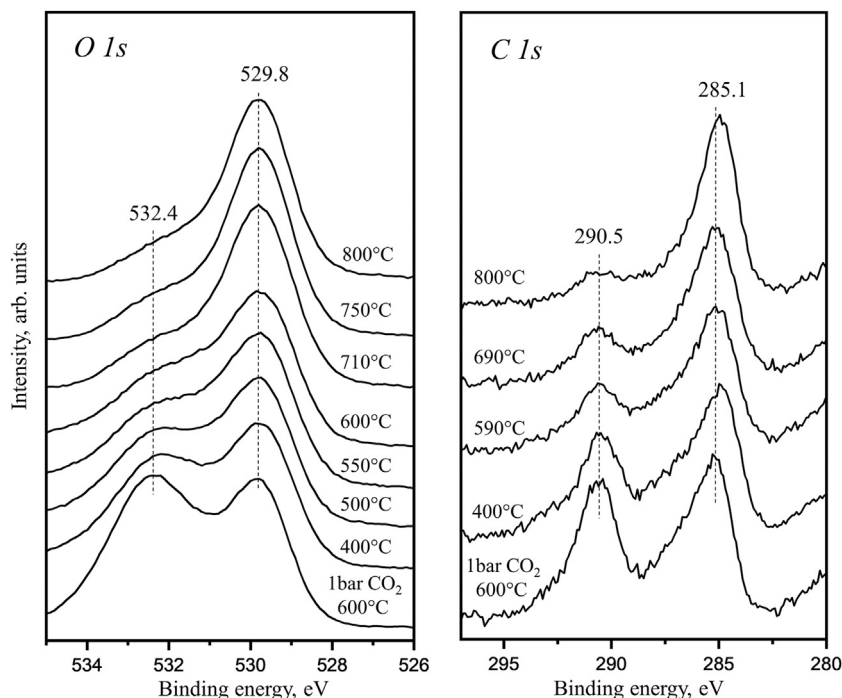 O 1s
529.8
532.4
800°C
750°C
710°C
600°C
550°C
500°C
400°C
1bar CO₂
600°C
534
532
530
528
526
Binding energy, eV
Intensity, arb. units
C 1s
285.1
290.5
800°C
690°C
590°C
400°C
1bar CO₂
600°C
295
290
285
280
Binding energy, eV